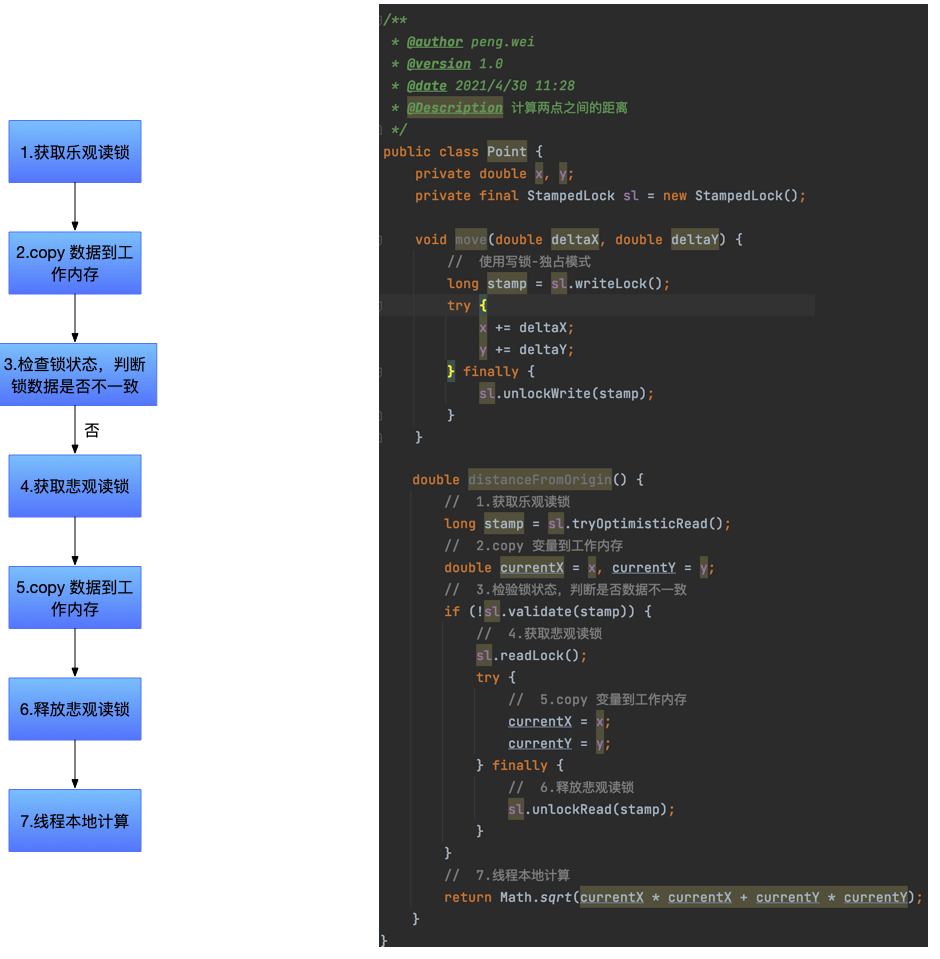 1.获取乐观读锁
2.copy 数据到工
作内存
3.检查锁状态，判断
锁数据是否不一致
否
4.获取悲观读锁
5.copy 数据到工
作内存
6.释放悲观读锁
7.线程本地计算
/**
 * @author peng.wei
 * @version 1.0
 * @date 2021/4/30 11:28
 * @Description 计算两点之间的距离
 */
public class Point {
    private double x, y;
    private final StampedLock sl = new StampedLock();
    void move(double deltaX, double deltaY) {
        // 使用写锁-独占模式
        long stamp = sl.writeLock();
        try {
            x += deltaX;
            y += deltaY;
        } finally {
            sl.unlockWrite(stamp);
        }
    }
    double distanceFromOrigin() {
        // 1.获取乐观读锁
        long stamp = sl.tryOptimisticRead();
        // 2.copy 变量到工作内存
        double currentX = x, currentY = y;
        // 3.检验锁状态，判断是否数据不一致
        if (!sl.validate(stamp)) {
            // 4.获取悲观读锁
            sl.readLock();
            try {
                // 5.copy 变量到工作内存
                currentX = x;
                currentY = y;
            } finally {
                // 6.释放悲观读锁
                sl.unlockRead(stamp);
            }
        }
        // 7.线程本地计算
        return Math.sqrt(currentX * currentX + currentY * currentY);
    }
}